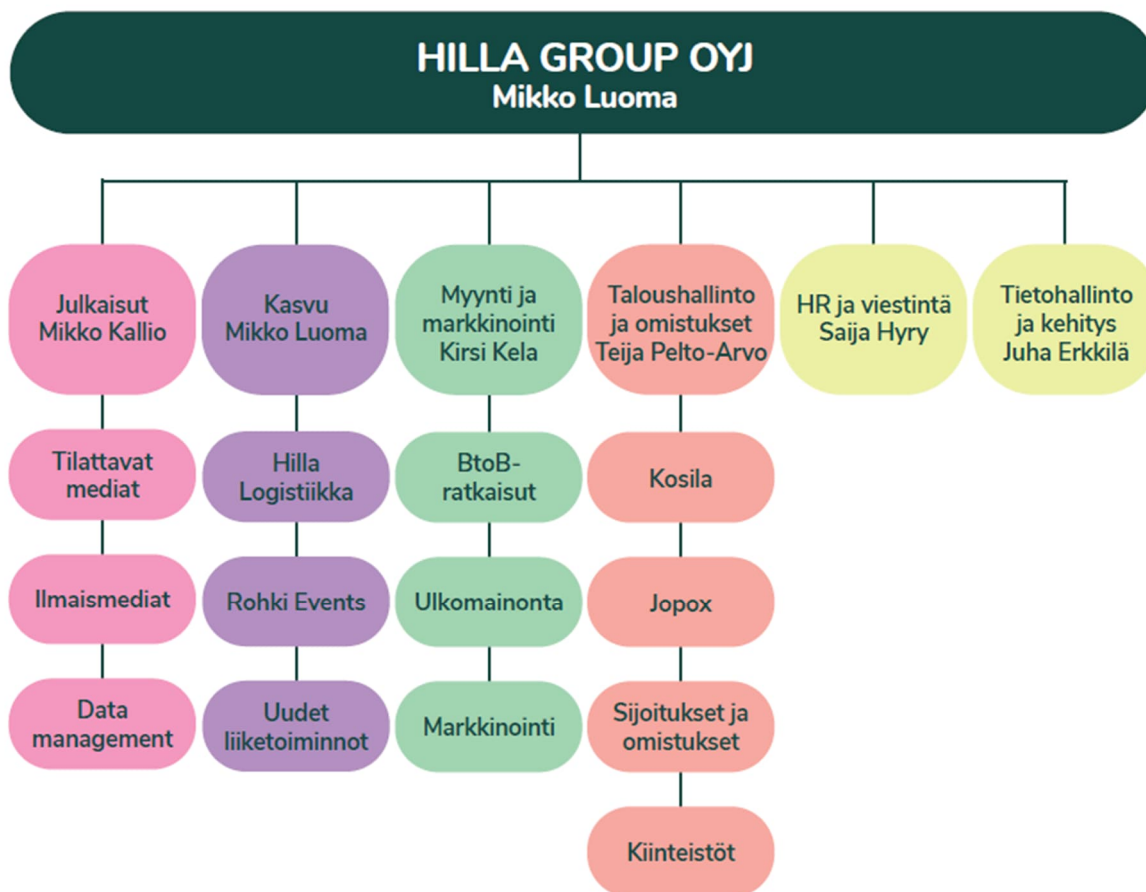 HILLA GROUP OYJ
Mikko Luoma
Julkaisut
Mikko Kallio
Kasvu
Mikko Luoma
Myynti ja
markkinointi
Kirsi Kela
Taloushallinto
ja omistukset
Teija Pelto-Arvo
HR ja viestintä
Saija Hyry
Tietohallinto
ja kehitys
Juha Erkkilä
Tilattavat
mediat
Hilla
Logistiikka
BtoB-
ratkaisut
Kosila
Ilmaismediat
Rohki Events
Ulkomainonta
Jopox
Data
management
Uudet
liiketoiminnot
Markkinointi
Sijoitukset ja
omistukset
Kiinteistöt